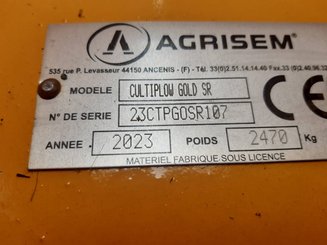 AGRISEM®
535 rue P. Levasseur 44150 ANCENIS - (F) - Tél. 33(0)2.51.14.14.40 Fax.33 (0)2.40.96.32
MODELE CULTIPLOW GOLD SR
N° DE SERIE 23CTPGOSR107
ANNEE 2023 POIDS 2470 Kg
MATERIEL FABRIQUE SOUS LICENCE